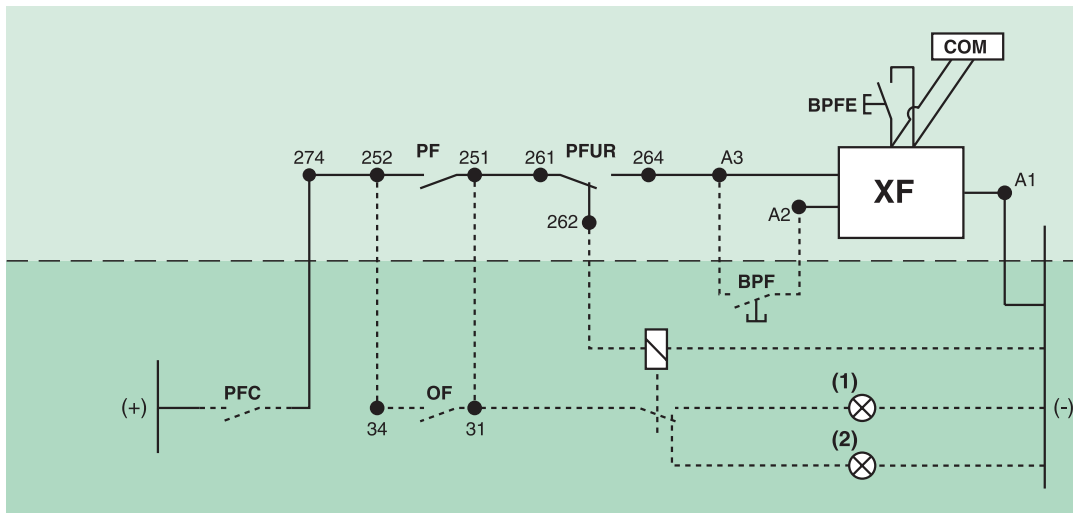 COM
BPFE
274
252
PF
251
261
PFUR
264
A3
XF
A1
A2
262
BPF
(+)
PFC
34
OF
31
(1)
(-)
(2)